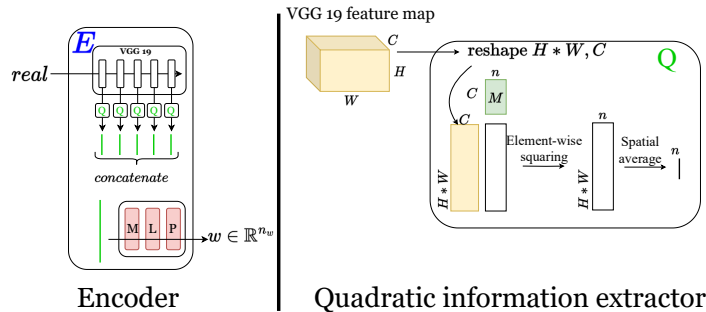 E
VGG 19
real
Q Q Q Q Q
concatenate
M L P
w ∈ ℝ^{n_w}
Encoder
VGG 19 feature map
C
H
W
reshape H * W, C
Q
n
C
M
C
H * W
Element-wise
squaring
n
H * W
Spatial
average
n
Quadratic information extractor